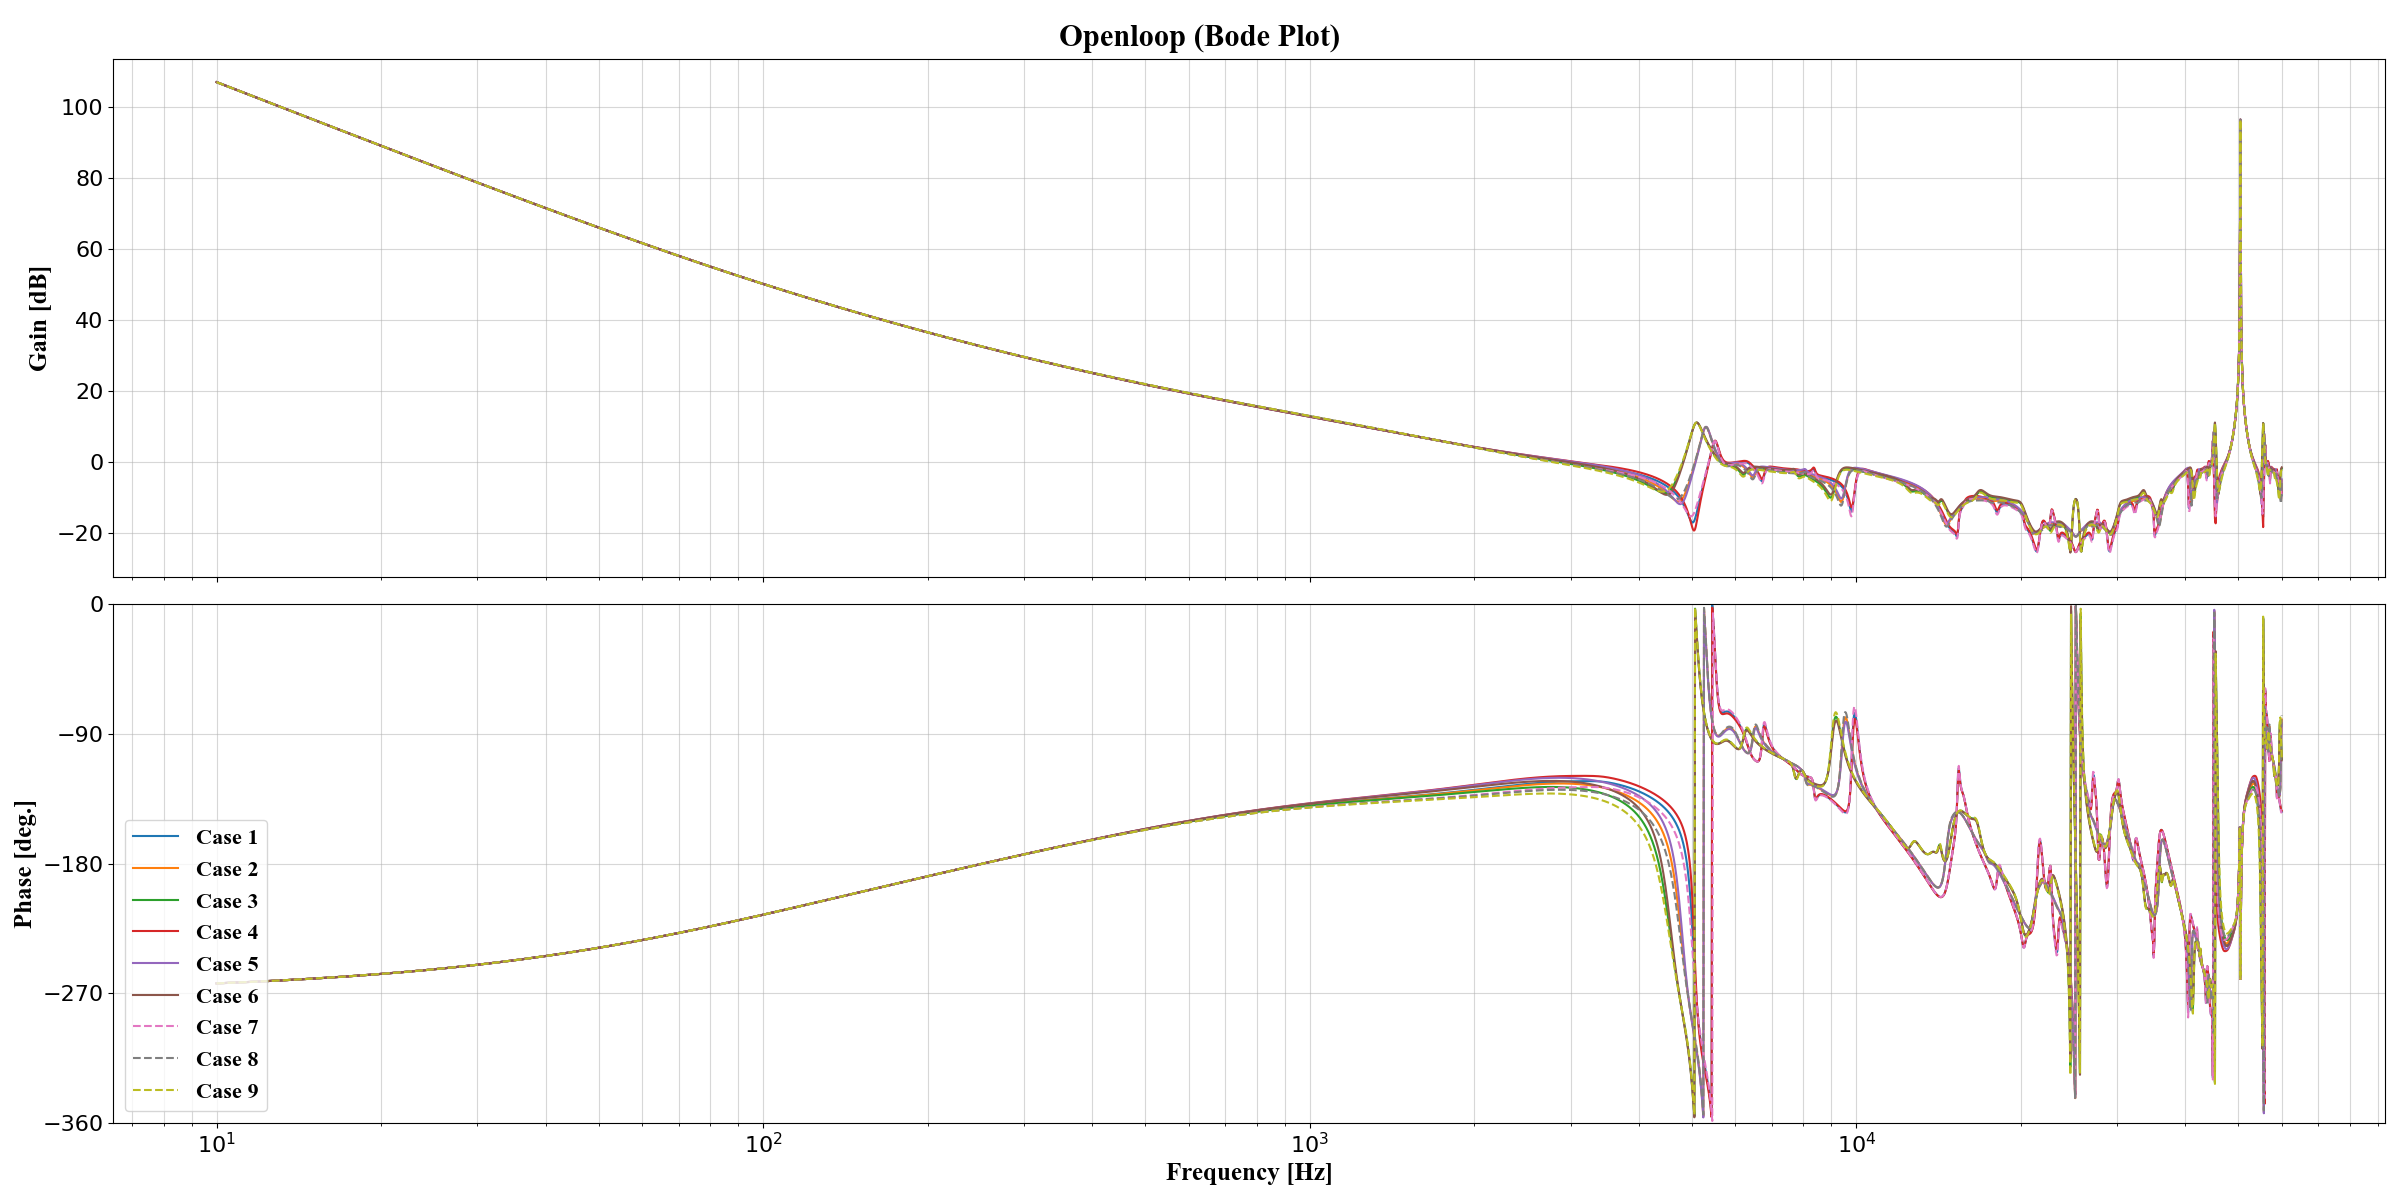 Openloop (Bode Plot)
Gain [dB]
100
80
60
40
20
0
−20
Phase [deg.]
0
−90
−180
−270
−360
Case 1
Case 2
Case 3
Case 4
Case 5
Case 6
Case 7
Case 8
Case 9
10¹ 10² 10³ 10⁴
Frequency [Hz]